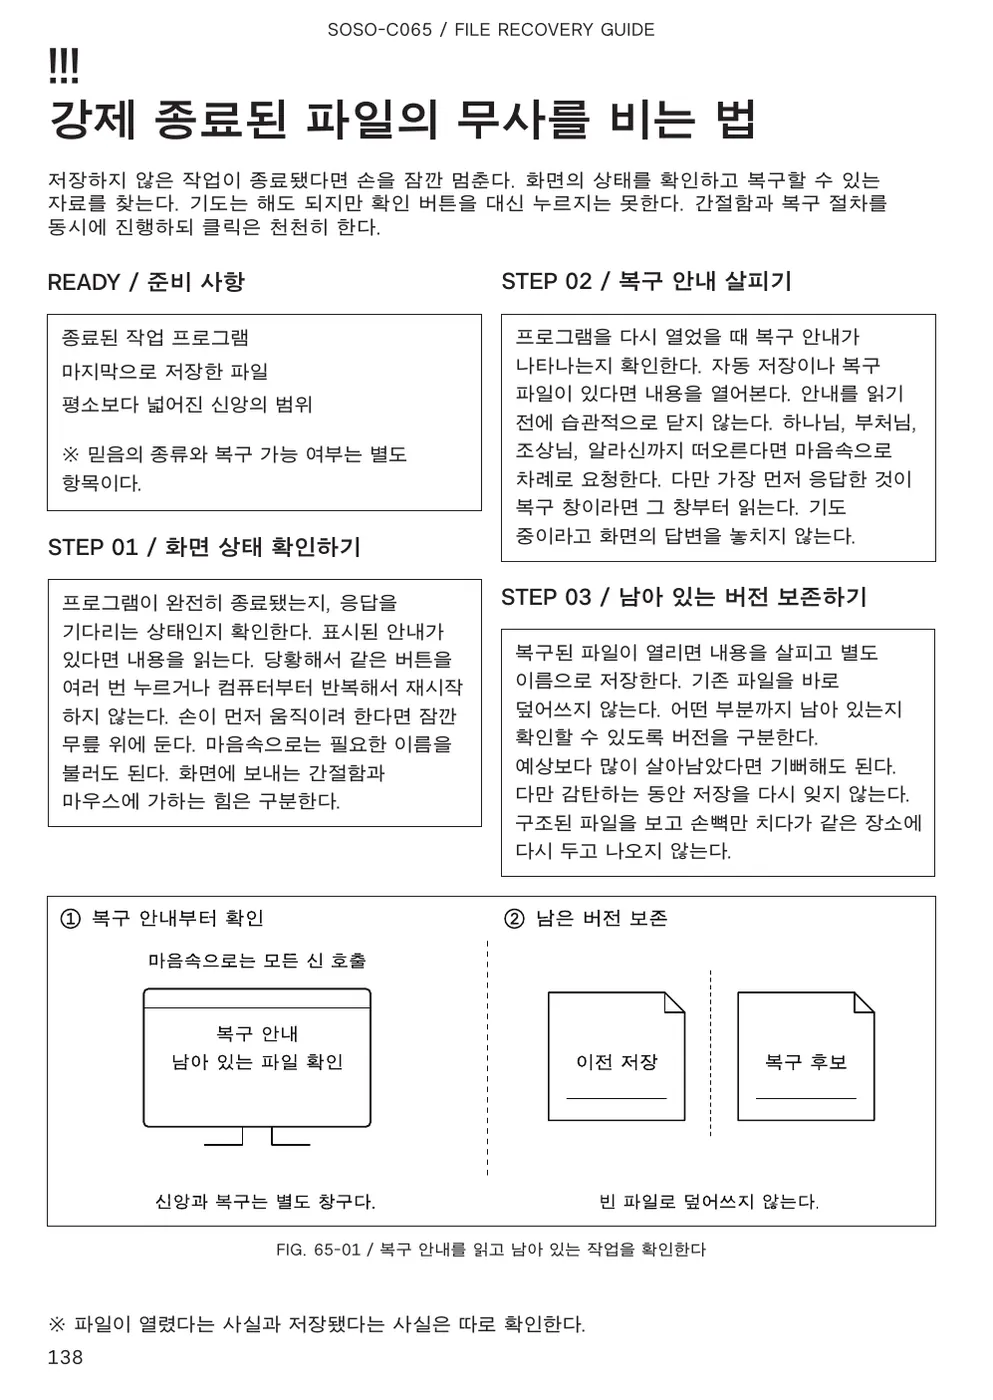 SOSO-C065 / FILE RECOVERY GUIDE
!!!
강제 종료된 파일의 무사를 비는 법
저장하지 않은 작업이 종료됐다면 손을 잠깐 멈춘다. 화면의 상태를 확인하고 복구할 수 있는
자료를 찾는다. 기도는 해도 되지만 확인 버튼을 대신 누르지는 못한다. 간절함과 복구 절차를
동시에 진행하되 클릭은 천천히 한다.
READY / 준비 사항
종료된 작업 프로그램
마지막으로 저장한 파일
평소보다 넓어진 신앙의 범위
※ 믿음의 종류와 복구 가능 여부는 별도
항목이다.
STEP 01 / 화면 상태 확인하기
프로그램이 완전히 종료됐는지, 응답을
기다리는 상태인지 확인한다. 표시된 안내가
있다면 내용을 읽는다. 당황해서 같은 버튼을
여러 번 누르거나 컴퓨터부터 반복해서 재시작
하지 않는다. 손이 먼저 움직이려 한다면 잠깐
무릎 위에 둔다. 마음속으로는 필요한 이름을
불러도 된다. 화면에 보내는 간절함과
마우스에 가하는 힘은 구분한다.
STEP 02 / 복구 안내 살피기
프로그램을 다시 열었을 때 복구 안내가
나타나는지 확인한다. 자동 저장이나 복구
파일이 있다면 내용을 열어본다. 안내를 읽기
전에 습관적으로 닫지 않는다. 하나님, 부처님,
조상님, 알라신까지 떠오른다면 마음속으로
차례로 요청한다. 다만 가장 먼저 응답한 것이
복구 창이라면 그 창부터 읽는다. 기도
중이라고 화면의 답변을 놓치지 않는다.
STEP 03 / 남아 있는 버전 보존하기
복구된 파일이 열리면 내용을 살피고 별도
이름으로 저장한다. 기존 파일을 바로
덮어쓰지 않는다. 어떤 부분까지 남아 있는지
확인할 수 있도록 버전을 구분한다.
예상보다 많이 살아남았다면 기뻐해도 된다.
다만 감탄하는 동안 저장을 다시 잊지 않는다.
구조된 파일을 보고 손뼉만 치다가 같은 장소에
다시 두고 나오지 않는다.
① 복구 안내부터 확인
마음속으로는 모든 신 호출
복구 안내
남아 있는 파일 확인
신앙과 복구는 별도 창구다.
② 남은 버전 보존
이전 저장
복구 후보
빈 파일로 덮어쓰지 않는다.
FIG. 65-01 / 복구 안내를 읽고 남아 있는 작업을 확인한다
※ 파일이 열렸다는 사실과 저장됐다는 사실은 따로 확인한다.
138